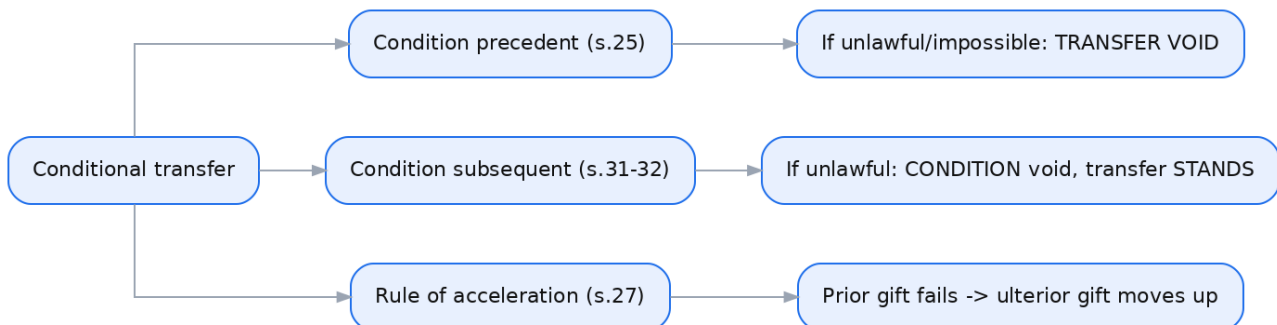 Condition precedent (s.25)
If unlawful/impossible: TRANSFER VOID
Conditional transfer
Condition subsequent (s.31-32)
If unlawful: CONDITION void, transfer STANDS
Rule of acceleration (s.27)
Prior gift fails -> ulterior gift moves up